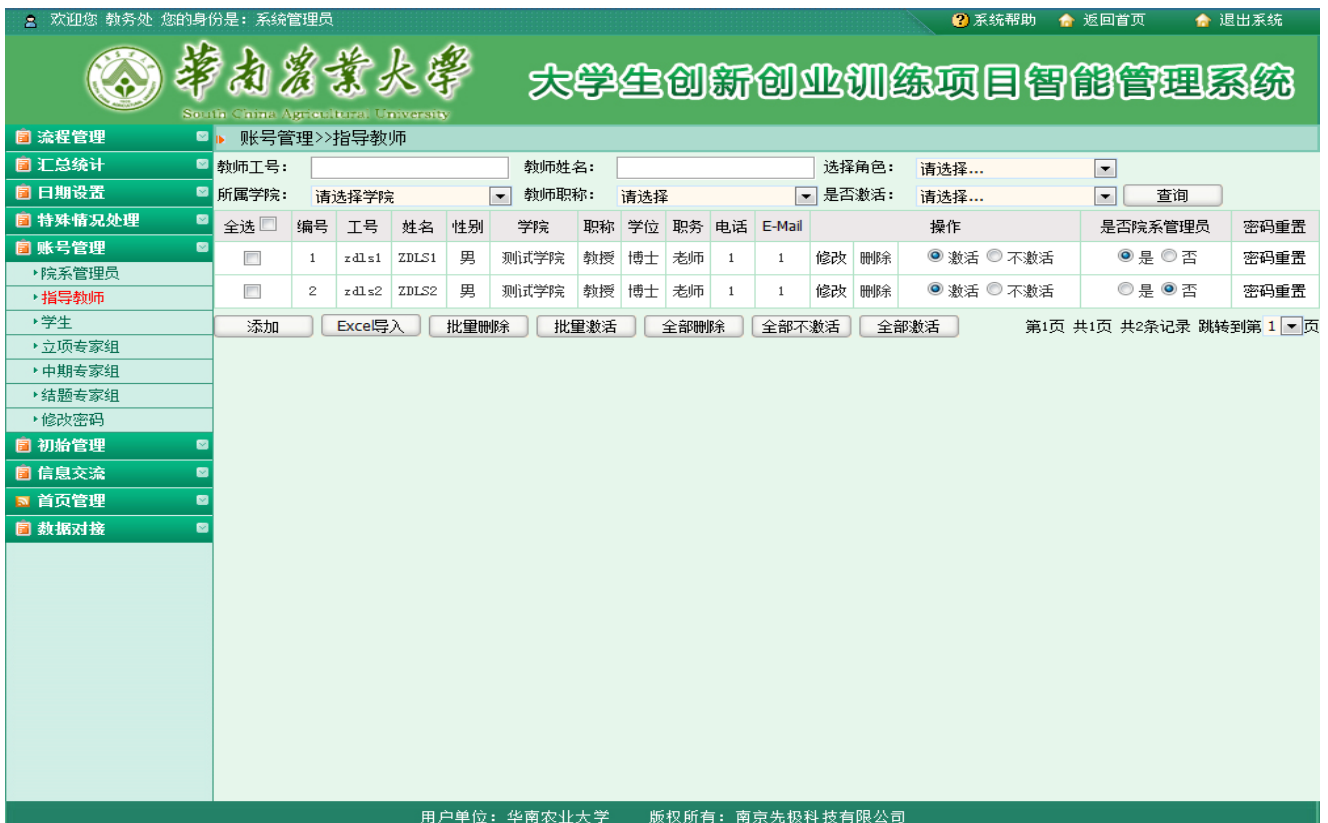 欢迎您 教务处 您的身份是：系统管理员 系统帮助 返回首页 退出系统
華南農業大學 大学生创新创业训练项目智能管理系统
South China Agricultural University
流程管理
汇总统计
日期设置
特殊情况处理
账号管理
院系管理员
指导教师
学生
立项专家组
中期专家组
结题专家组
修改密码
初始管理
信息交流
首页管理
数据对接
账号管理>>指导教师
教师工号： 教师姓名： 选择角色： 请选择...
所属学院： 请选择学院 教师职称： 请选择 是否激活： 请选择... 查询
全选 编号 工号 姓名 性别 学院 职称 学位 职务 电话 E-Mail 操作 是否院系管理员 密码重置
1 zdls1 ZDLS1 男 测试学院 教授 博士 老师 1 1 修改 删除 激活 不激活 是 否 密码重置
2 zdls2 ZDLS2 男 测试学院 教授 博士 老师 1 1 修改 删除 激活 不激活 是 否 密码重置
添加 Excel导入 批量删除 批量激活 全部删除 全部不激活 全部激活 第1页 共1页 共2条记录 跳转到第 1 页
用户单位：华南农业大学 版权所有：南京先极科技有限公司